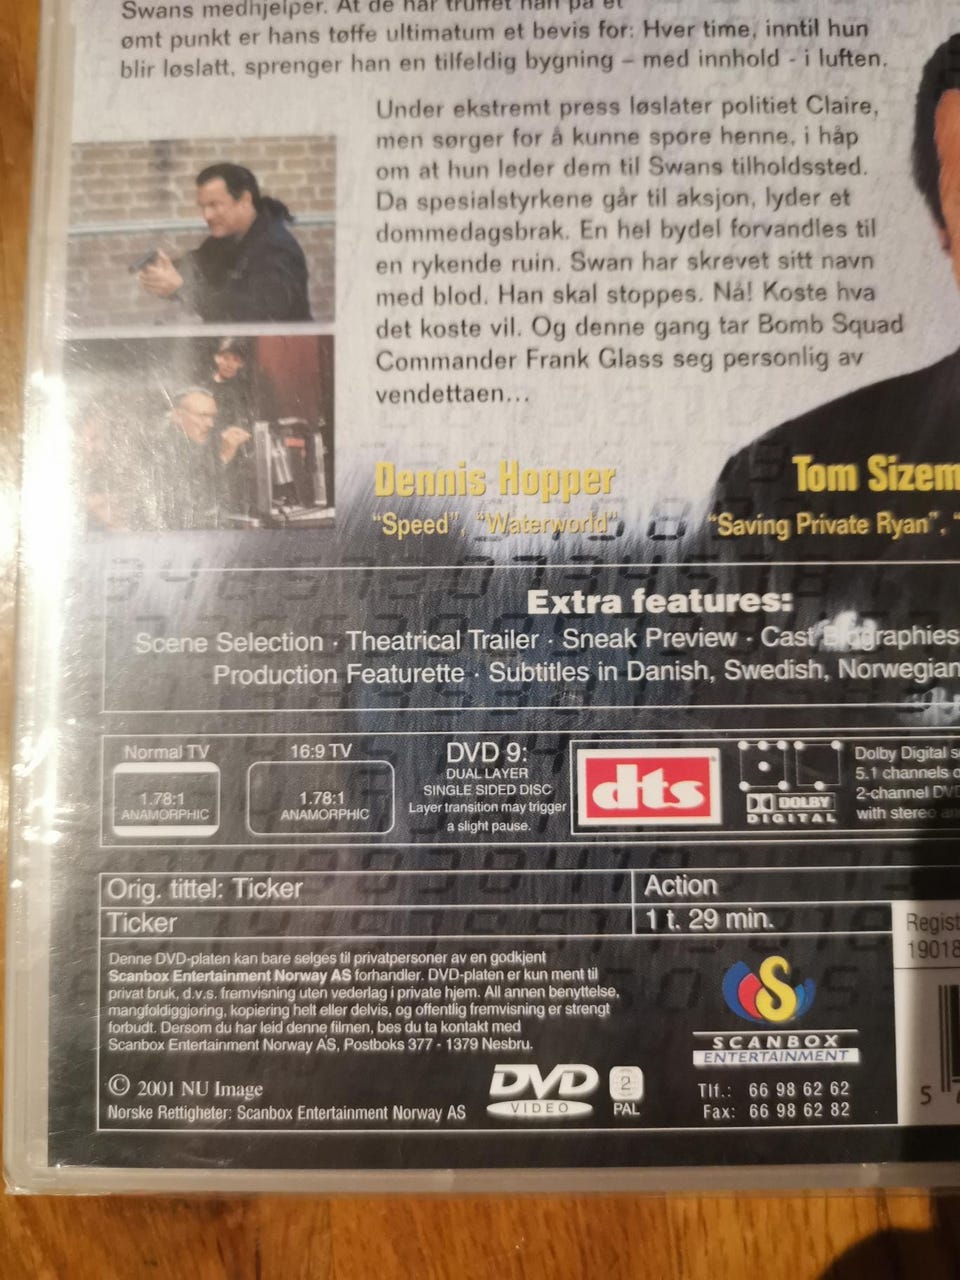 Swans medhjelper. At de har truffet han på et
ømt punkt er hans tøffe ultimatum et bevis for: Hver time, inntil hun
blir løslatt, sprenger han en tilfeldig bygning – med innhold - i luften.
Under ekstremt press løslater politiet Claire,
men sørger for å kunne spore henne, i håp
om at hun leder dem til Swans tilholdssted.
Da spesialstyrkene går til aksjon, lyder et
dommedagsbrak. En hel bydel forvandles til
en rykende ruin. Swan har skrevet sitt navn
med blod. Han skal stoppes. Nå! Koste hva
det koste vil. Og denne gang tar Bomb Squad
Commander Frank Glass seg personlig av
vendettaen...
Dennis Hopper
"Speed", "Waterworld"
Tom Sizem
"Saving Private Ryan", "
Extra features:
Scene Selection · Theatrical Trailer · Sneak Preview · Cast Biographies
Production Featurette · Subtitles in Danish, Swedish, Norwegian
Normal TV
1.78:1
ANAMORPHIC
16:9 TV
1.78:1
ANAMORPHIC
DVD 9:
DUAL LAYER
SINGLE SIDED DISC
Layer transition may trigger
a slight pause.
dts
DOLBY
DIGITAL
Dolby Digital s
5.1 channels o
2-channel DVD
with stereo an
Orig. tittel: Ticker
Action
Ticker
1 t. 29 min.
Regist
19018
Denne DVD-platen kan bare selges til privatpersoner av en godkjent
Scanbox Entertainment Norway AS forhandler. DVD-platen er kun ment til
privat bruk, d.v.s. fremvisning uten vederlag i private hjem. All annen benyttelse,
mangfoldiggjøring, kopiering helt eller delvis, og offentlig fremvisning er strengt
forbudt. Dersom du har leid denne filmen, bes du ta kontakt med
Scanbox Entertainment Norway AS, Postboks 377 - 1379 Nesbru.
SCANBOX
ENTERTAINMENT
© 2001 NU Image
Norske Rettigheter: Scanbox Entertainment Norway AS
DVD
VIDEO
2
PAL
Tlf.: 66 98 62 62
Fax: 66 98 62 82
5